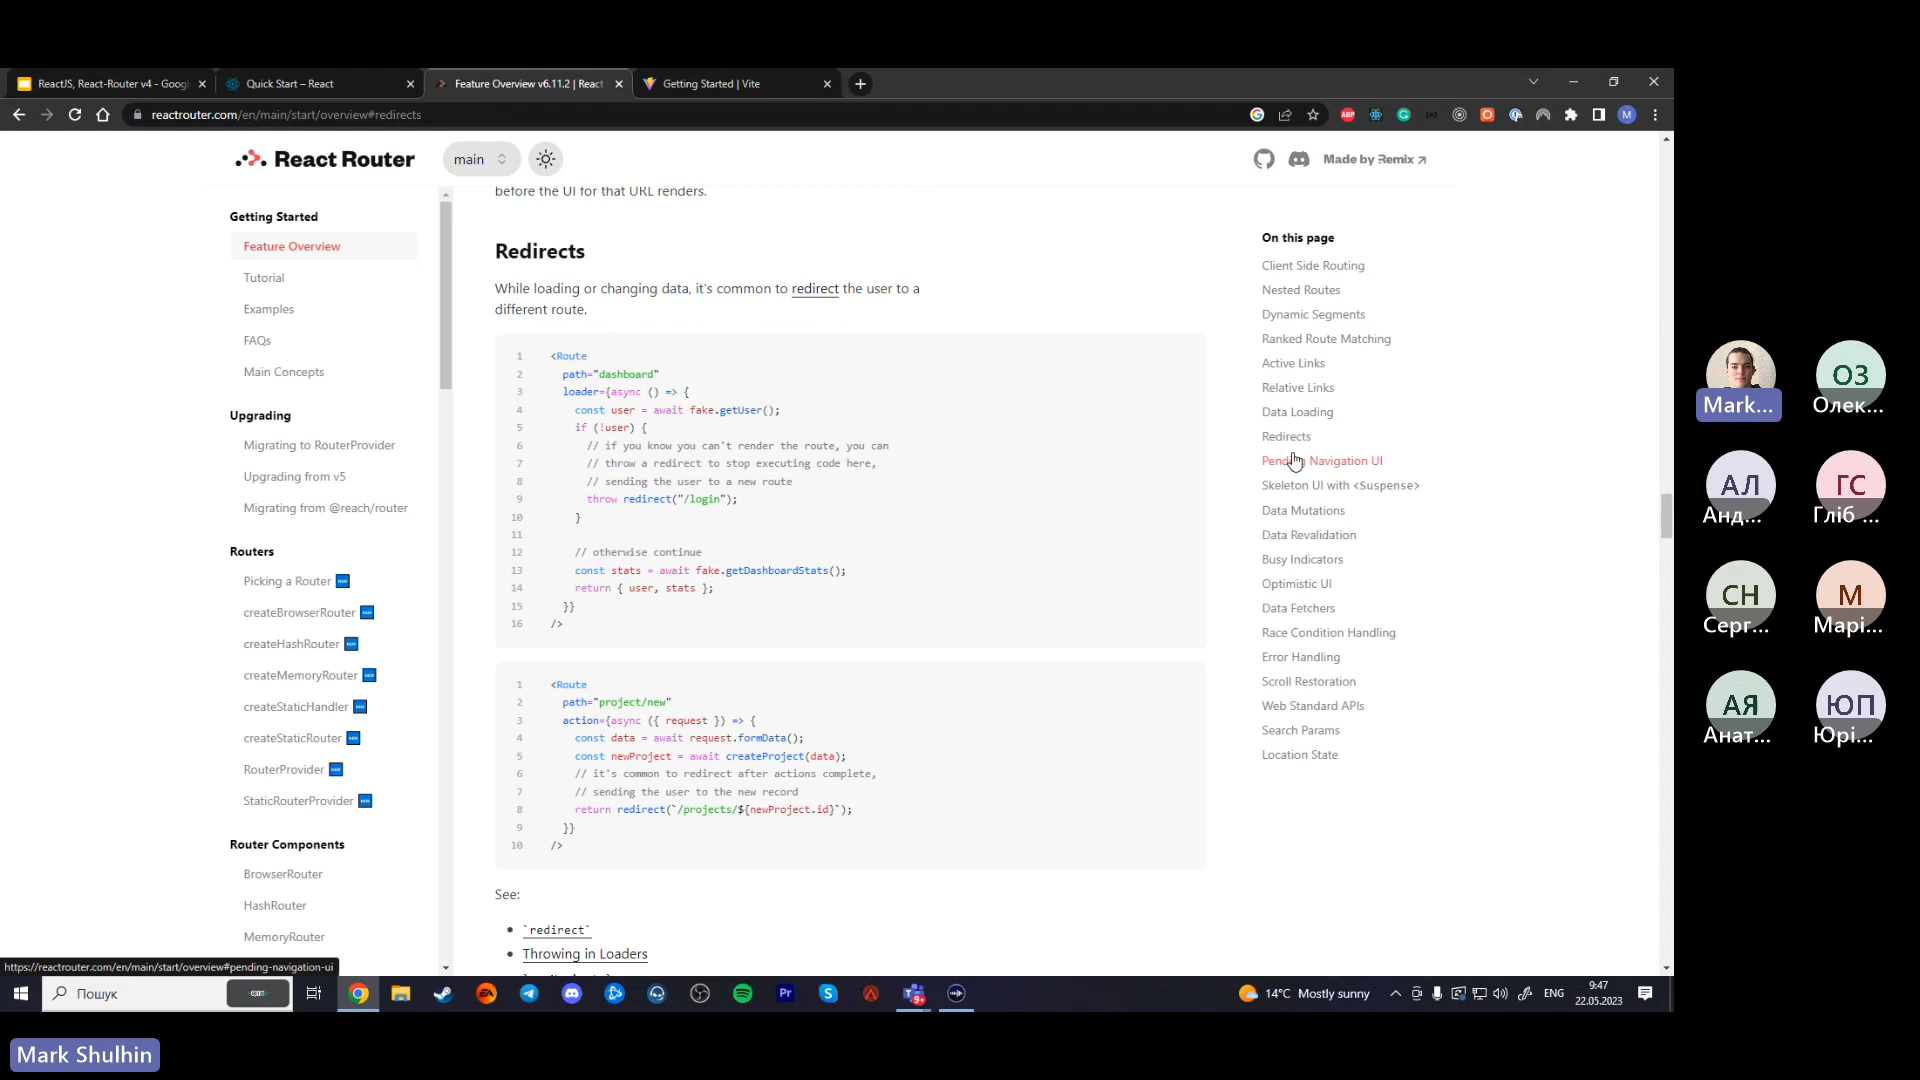 ReactJS, React-Router v4 - Goog
Quick Start – React
Feature Overview v6.11.2 | React
Getting Started | Vite
reactrouter.com/en/main/start/overview#redirects
ABP
M
React Router
main
Made by Remix ↗
Getting Started
Feature Overview
Tutorial
Examples
FAQs
Main Concepts
Upgrading
Migrating to RouterProvider
Upgrading from v5
Migrating from @reach/router
Routers
Picking a Router
createBrowserRouter
createHashRouter
createMemoryRouter
createStaticHandler
createStaticRouter
RouterProvider
StaticRouterProvider
Router Components
BrowserRouter
HashRouter
MemoryRouter
before the UI for that URL renders.
Redirects
While loading or changing data, it's common to redirect the user to a
different route.
1 <Route
2 path="dashboard"
3 loader={async () => {
4 const user = await fake.getUser();
5 if (!user) {
6 // if you know you can't render the route, you can
7 // throw a redirect to stop executing code here,
8 // sending the user to a new route
9 throw redirect("/login");
10 }
11
12 // otherwise continue
13 const stats = await fake.getDashboardStats();
14 return { user, stats };
15 }}
16 />
1 <Route
2 path="project/new"
3 action={async ({ request }) => {
4 const data = await request.formData();
5 const newProject = await createProject(data);
6 // it's common to redirect after actions complete,
7 // sending the user to the new record
8 return redirect(`/projects/${newProject.id}`);
9 }}
10 />
See:
• `redirect`
• Throwing in Loaders
On this page
Client Side Routing
Nested Routes
Dynamic Segments
Ranked Route Matching
Active Links
Relative Links
Data Loading
Redirects
Pending Navigation UI
Skeleton UI with <Suspense>
Data Mutations
Data Revalidation
Busy Indicators
Optimistic UI
Data Fetchers
Race Condition Handling
Error Handling
Scroll Restoration
Web Standard APIs
Search Params
Location State
https://reactrouter.com/en/main/start/overview#pending-navigation-ui
Пошук
EA
Pr
9+
14°C Mostly sunny
ENG
9:47
22.05.2023
Mark...
ОЗ
Олек...
АЛ
Анд...
ГС
Гліб ...
СН
Серг...
М
Марі...
АЯ
Анат...
ЮП
Юрі...
Mark Shulhin